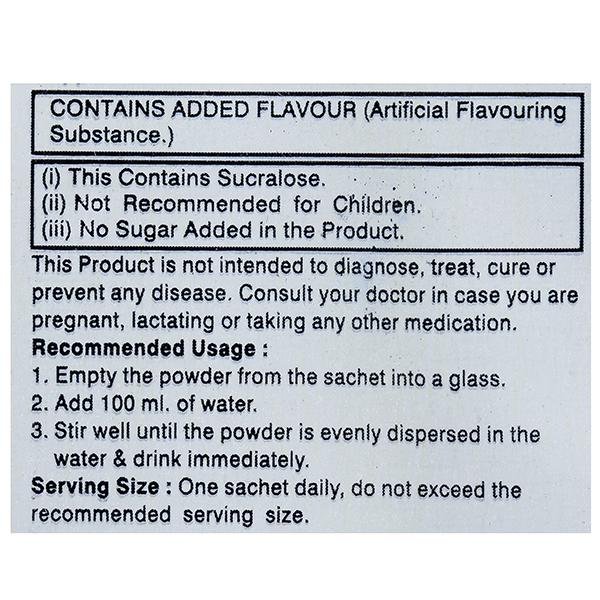 CONTAINS ADDED FLAVOUR (Artificial Flavouring
Substance.)
(i) This Contains Sucralose.
(ii) Not Recommended for Children.
(iii) No Sugar Added in the Product.
This Product is not intended to diagnose, treat, cure or
prevent any disease. Consult your doctor in case you are
pregnant, lactating or taking any other medication.
Recommended Usage :
1. Empty the powder from the sachet into a glass.
2. Add 100 ml. of water.
3. Stir well until the powder is evenly dispersed in the
water & drink immediately.
Serving Size : One sachet daily, do not exceed the
recommended serving size.